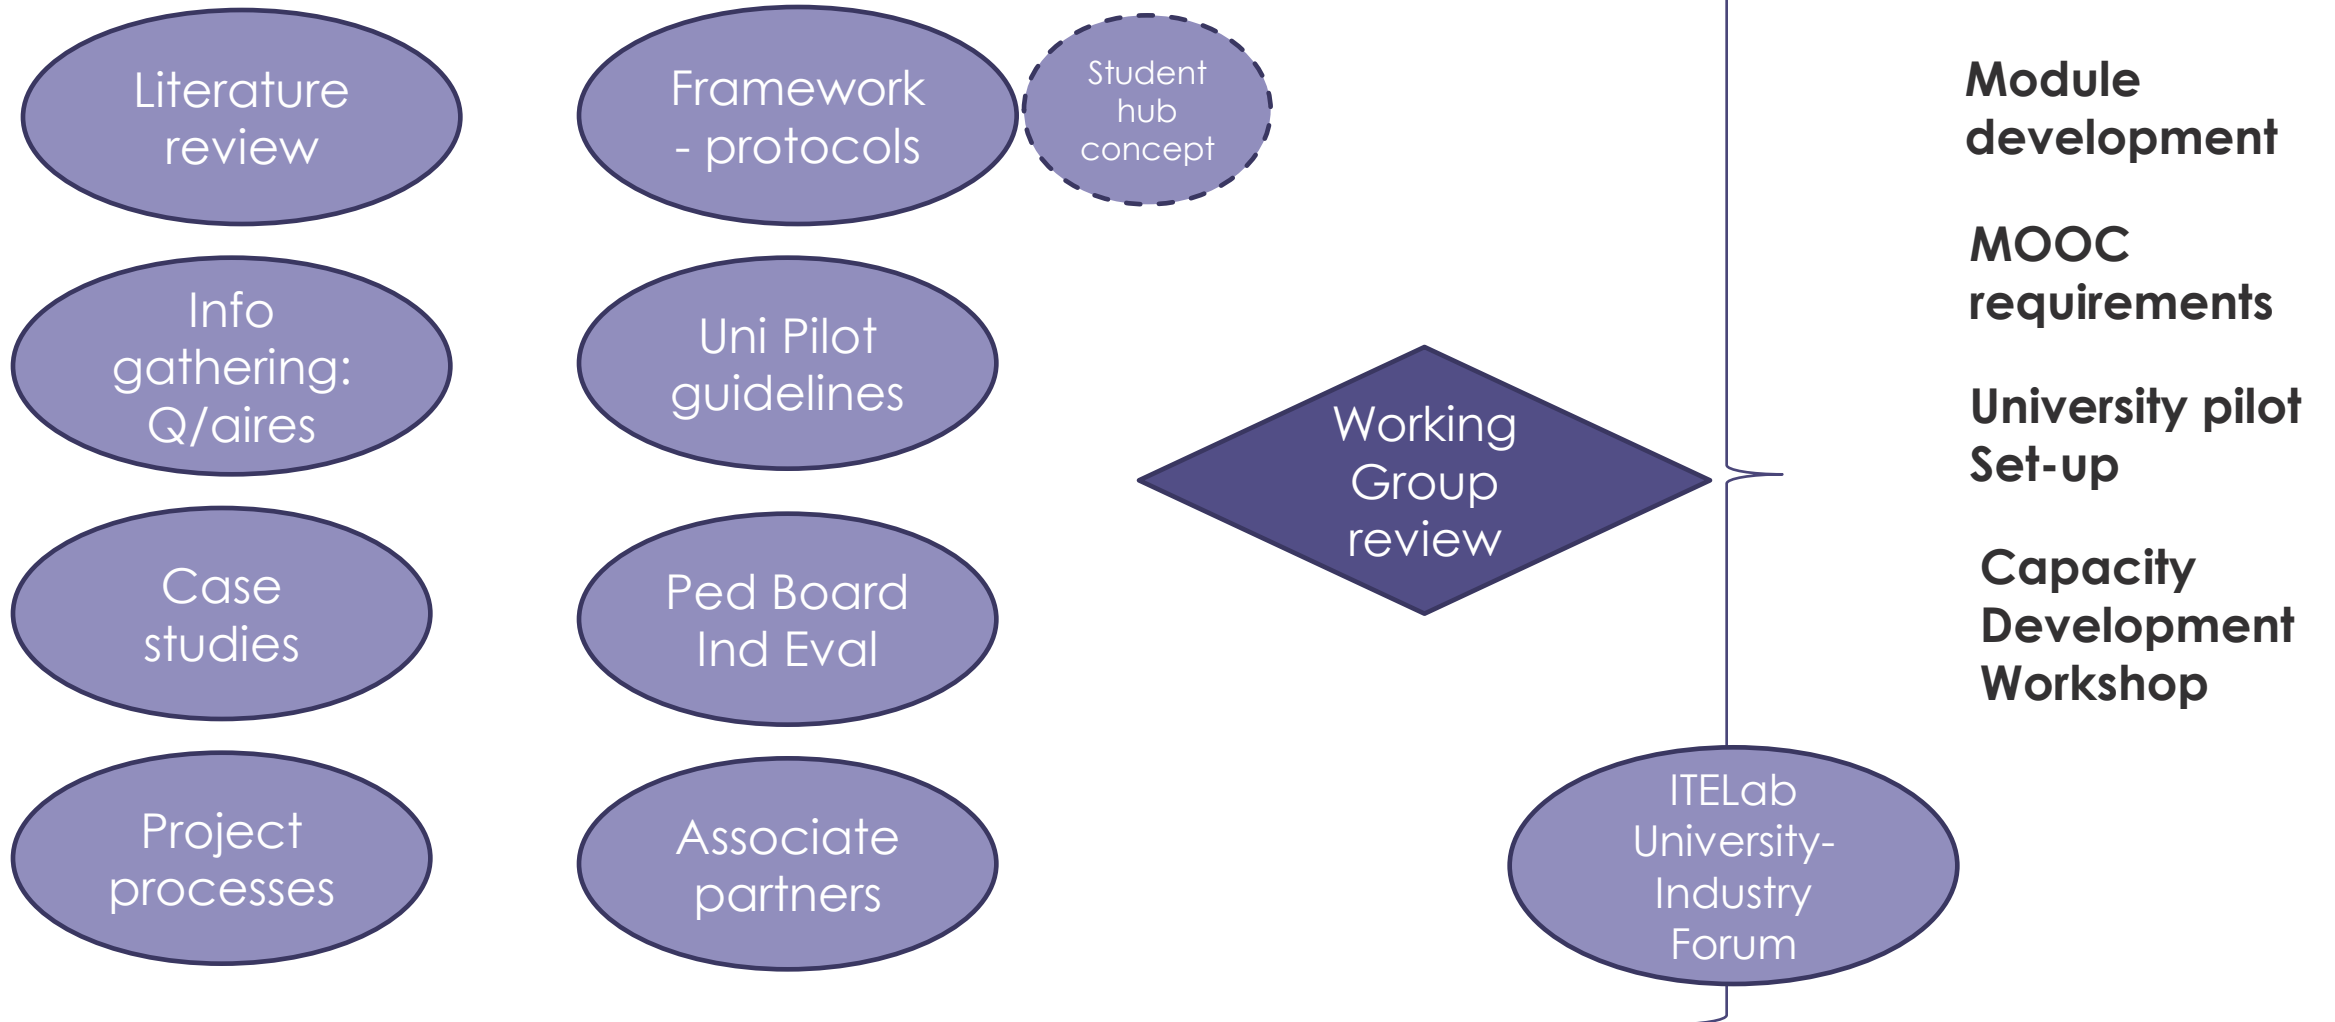 Literature
review
Framework
- protocols
Student
hub
concept
Info
gathering:
Q/aires
Uni Pilot
guidelines
Case
studies
Ped Board
Ind Eval
Project
processes
Associate
partners
Working
Group
review
Module
development
MOOC
requirements
University pilot
Set-up
Capacity
Development
Workshop
ITELab
University-
Industry
Forum